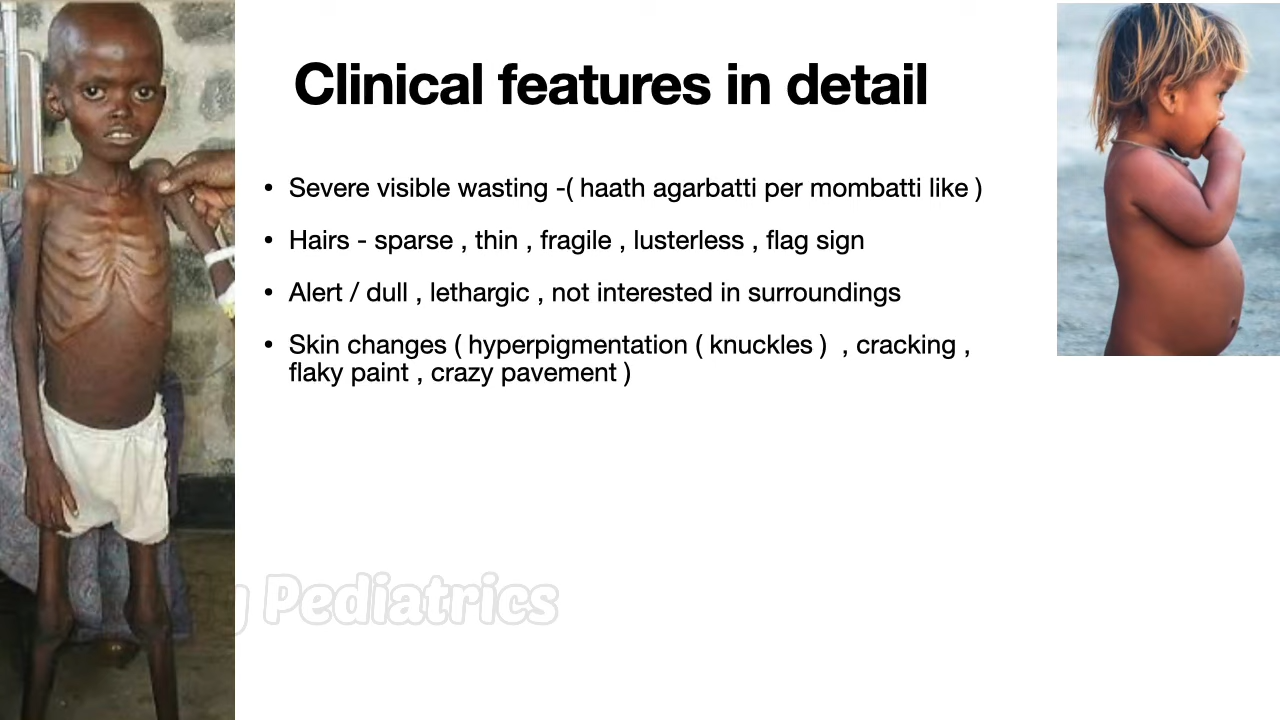 Clinical features in detail
• Severe visible wasting -( haath agarbatti per mombatti like )
• Hairs - sparse , thin , fragile , lusterless , flag sign
• Alert / dull , lethargic , not interested in surroundings
• Skin changes ( hyperpigmentation ( knuckles )  , cracking ,
flaky paint , crazy pavement )
Pediatrics